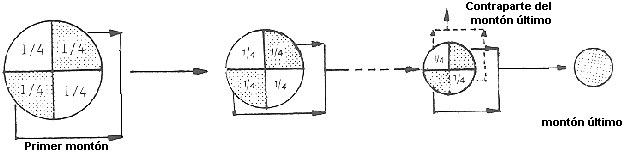 Contraparte del
montón último
1/4 1/4
1/4 1/4
1/4 1/4
1/4 1/4
1/4
1/4
montón último
Primer montón